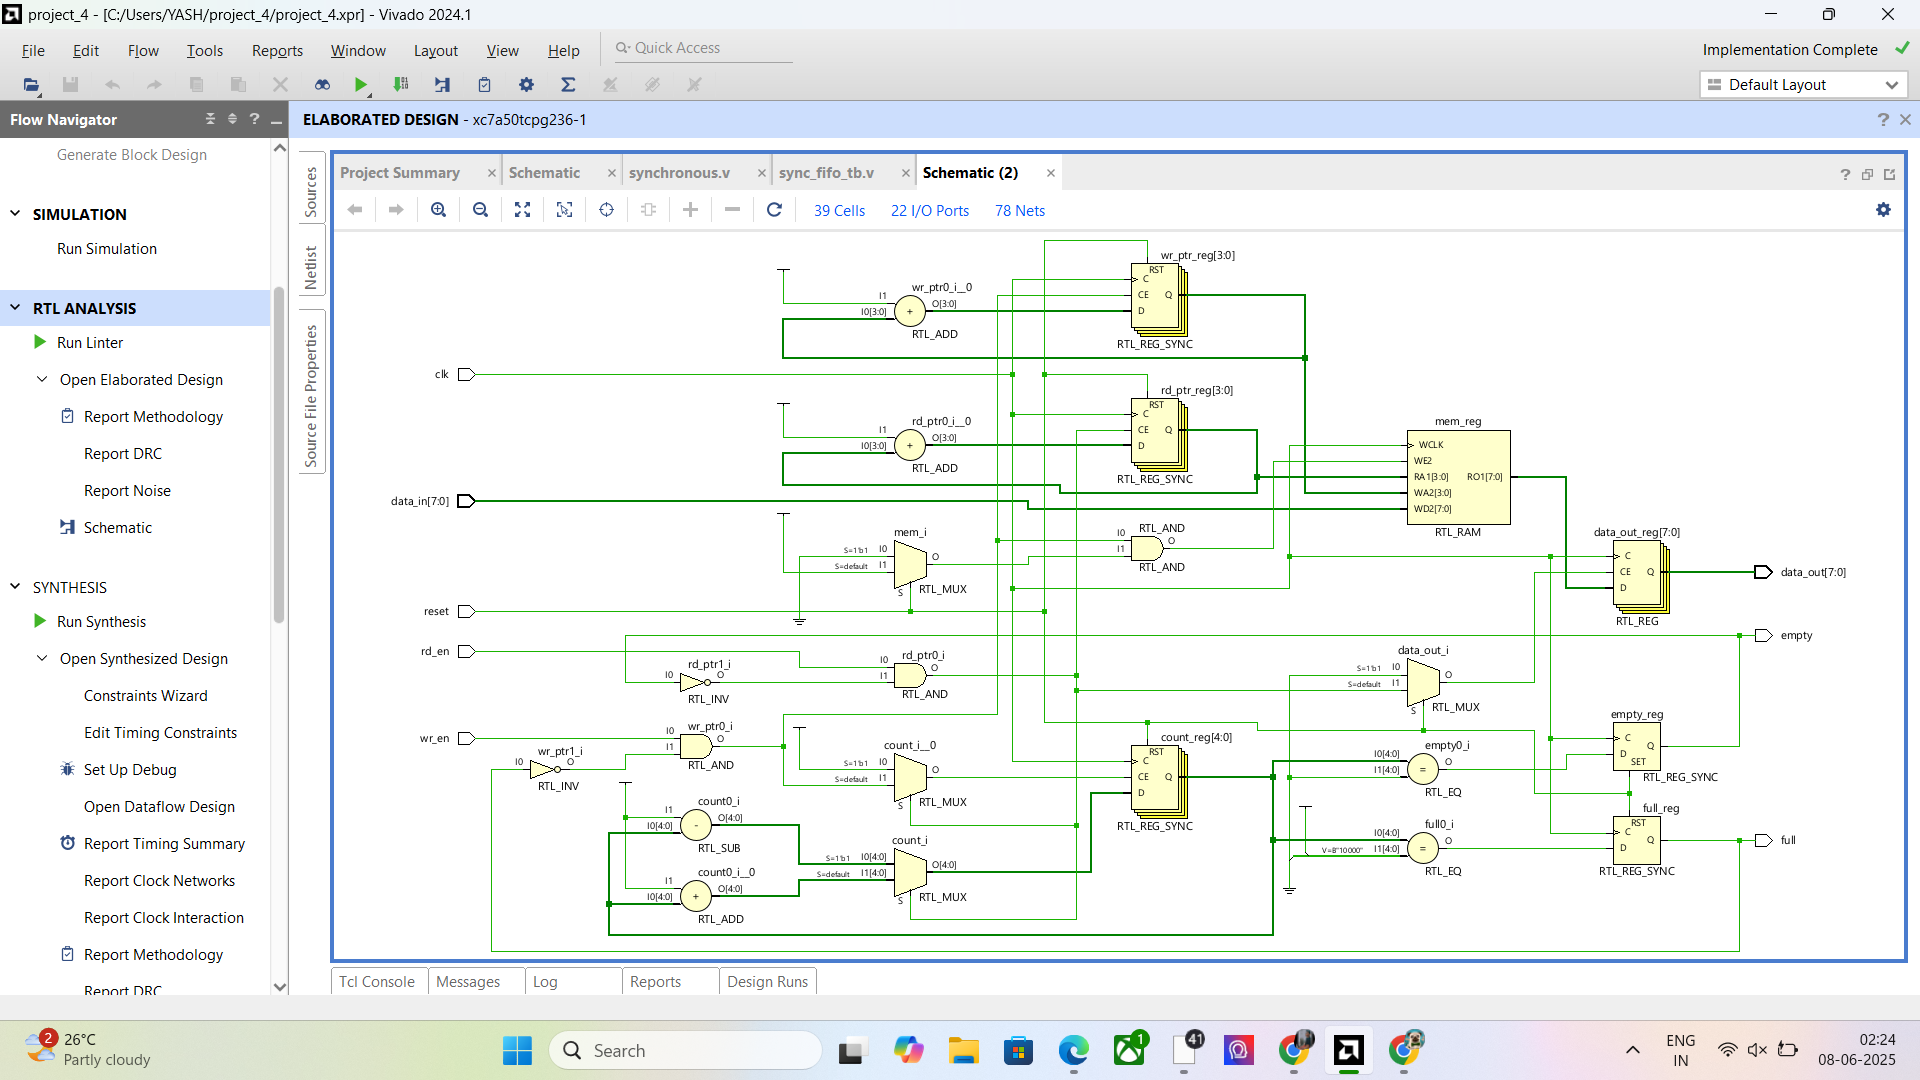 project_4 - [C:/Users/YASH/project_4/project_4.xpr] - Vivado 2024.1
File Edit Flow Tools Reports Window Layout View Help Quick Access
Implementation Complete
Default Layout
Flow Navigator
ELABORATED DESIGN - xc7a50tcpg236-1
Generate Block Design
SIMULATION
Run Simulation
RTL ANALYSIS
Run Linter
Open Elaborated Design
Report Methodology
Report DRC
Report Noise
Schematic
SYNTHESIS
Run Synthesis
Open Synthesized Design
Constraints Wizard
Edit Timing Constraints
Set Up Debug
Open Dataflow Design
Report Timing Summary
Report Clock Networks
Report Clock Interaction
Report Methodology
Report DRC
Sources
Netlist
Source File Properties
Project Summary Schematic synchronous.v sync_fifo_tb.v Schematic (2)
39 Cells 22 I/O Ports 78 Nets
wr_ptr_reg[3:0]
RST
C
CE Q
D
RTL_REG_SYNC
wr_ptr0_i__0
I1
I0[3:0] + O[3:0]
RTL_ADD
clk
rd_ptr_reg[3:0]
RST
C
CE Q
D
RTL_REG_SYNC
rd_ptr0_i__0
I1
I0[3:0] + O[3:0]
RTL_ADD
mem_reg
WCLK
WE2
RA1[3:0] RO1[7:0]
WA2[3:0]
WD2[7:0]
RTL_RAM
data_in[7:0]
mem_i
S=1'b1 I0 O
S=default I1
S RTL_MUX
RTL_AND
I0 O
I1
RTL_AND
data_out_reg[7:0]
C
CE Q
D
RTL_REG
data_out[7:0]
reset
empty
rd_en
rd_ptr1_i
I0 O
RTL_INV
rd_ptr0_i
I0 O
I1
RTL_AND
data_out_i
S=1'b1 I0 O
S=default I1
S RTL_MUX
wr_en
wr_ptr1_i
I0 O
RTL_INV
wr_ptr0_i
I0 O
I1
RTL_AND
count_i__0
S=1'b1 I0 O
S=default I1
S RTL_MUX
count_reg[4:0]
RST
C
CE Q
D
RTL_REG_SYNC
empty0_i
I0[4:0] = O
I1[4:0]
RTL_EQ
empty_reg
C
D Q
SET
RTL_REG_SYNC
count0_i
I1
I0[4:0] - O[4:0]
RTL_SUB
count0_i__0
I1
I0[4:0] + O[4:0]
RTL_ADD
count_i
S=1'b1 I0[4:0] O[4:0]
S=default I1[4:0]
S RTL_MUX
full0_i
I0[4:0] = O
V=B"10000" I1[4:0]
RTL_EQ
full_reg
RST
C Q
D
RTL_REG_SYNC
full
Tcl Console Messages Log Reports Design Runs
2
26°C
Partly cloudy
Search
1
41
ENG
IN
02:24
08-06-2025